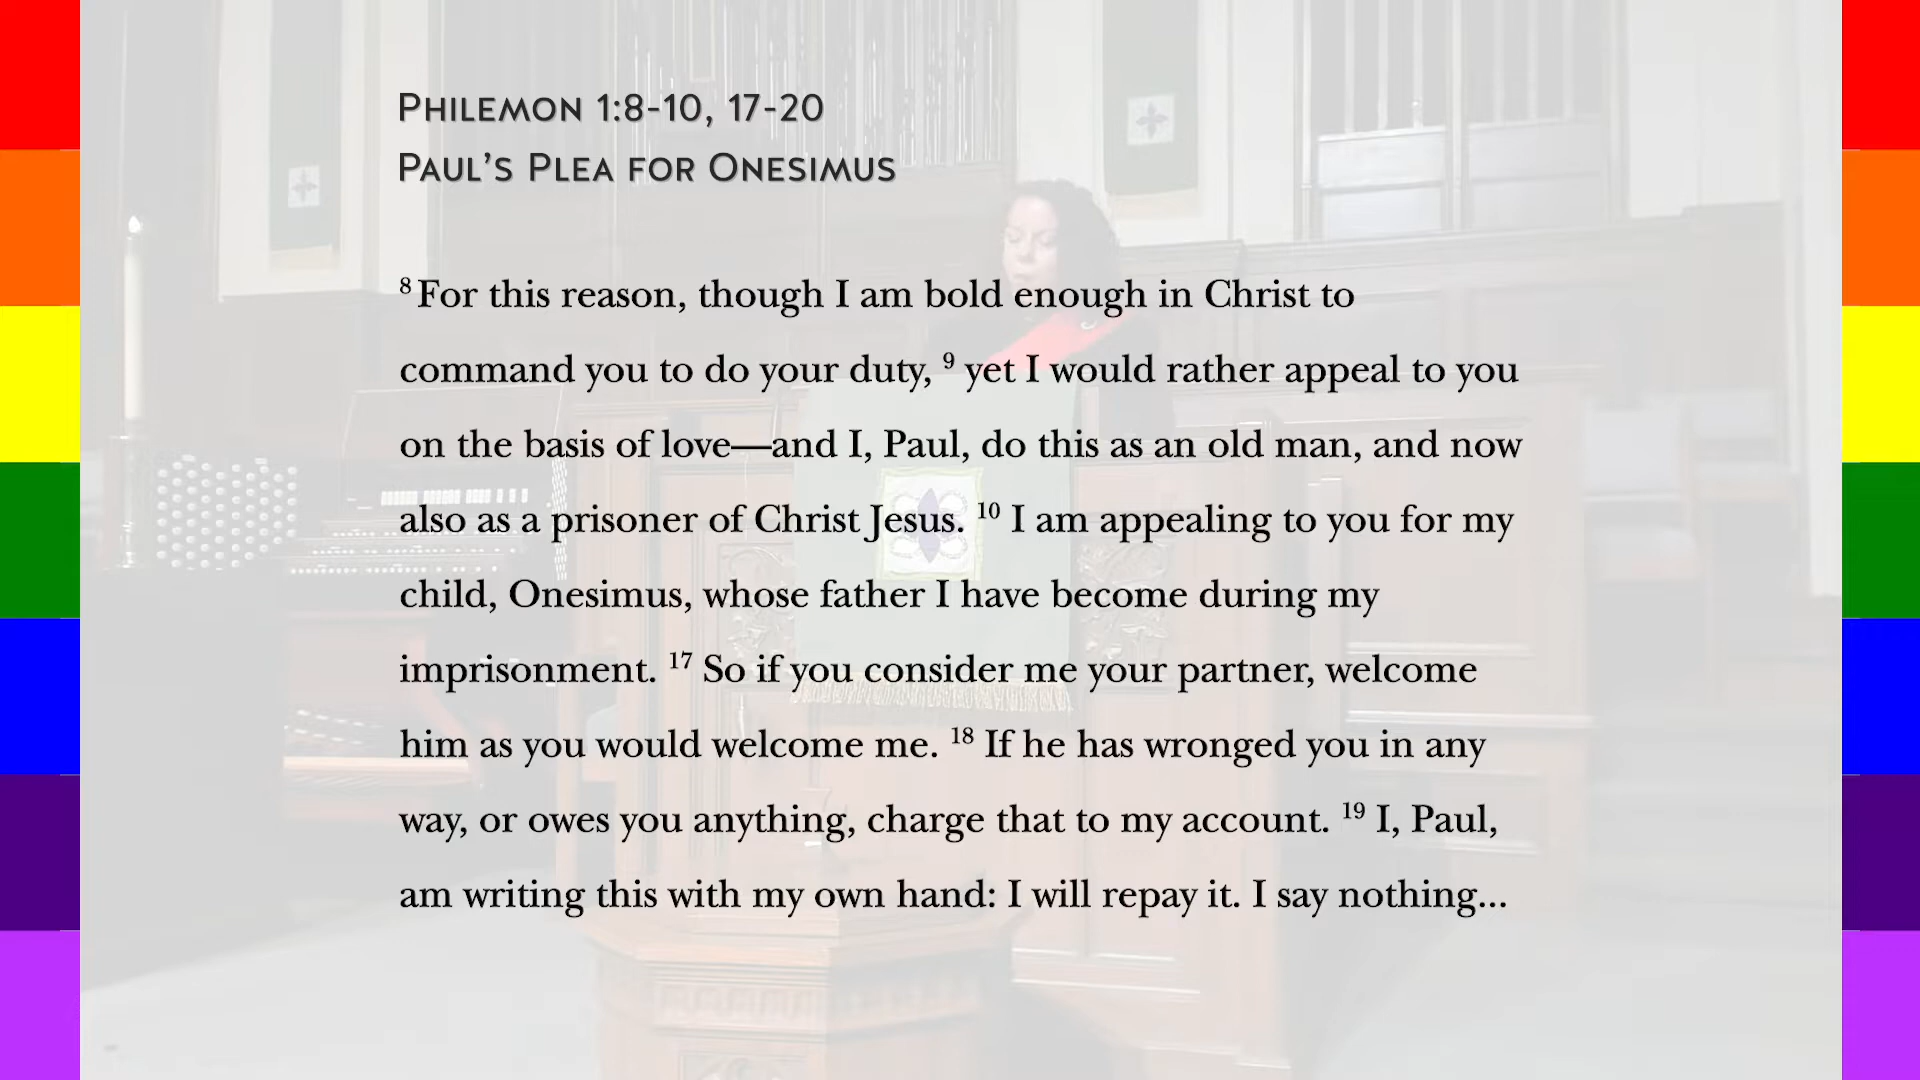 Philemon 1:8-10, 17-20
Paul’s Plea for Onesimus
8 For this reason, though I am bold enough in Christ to
command you to do your duty, 9 yet I would rather appeal to you
on the basis of love—and I, Paul, do this as an old man, and now
also as a prisoner of Christ Jesus. 10 I am appealing to you for my
child, Onesimus, whose father I have become during my
imprisonment. 17 So if you consider me your partner, welcome
him as you would welcome me. 18 If he has wronged you in any
way, or owes you anything, charge that to my account. 19 I, Paul,
am writing this with my own hand: I will repay it. I say nothing...